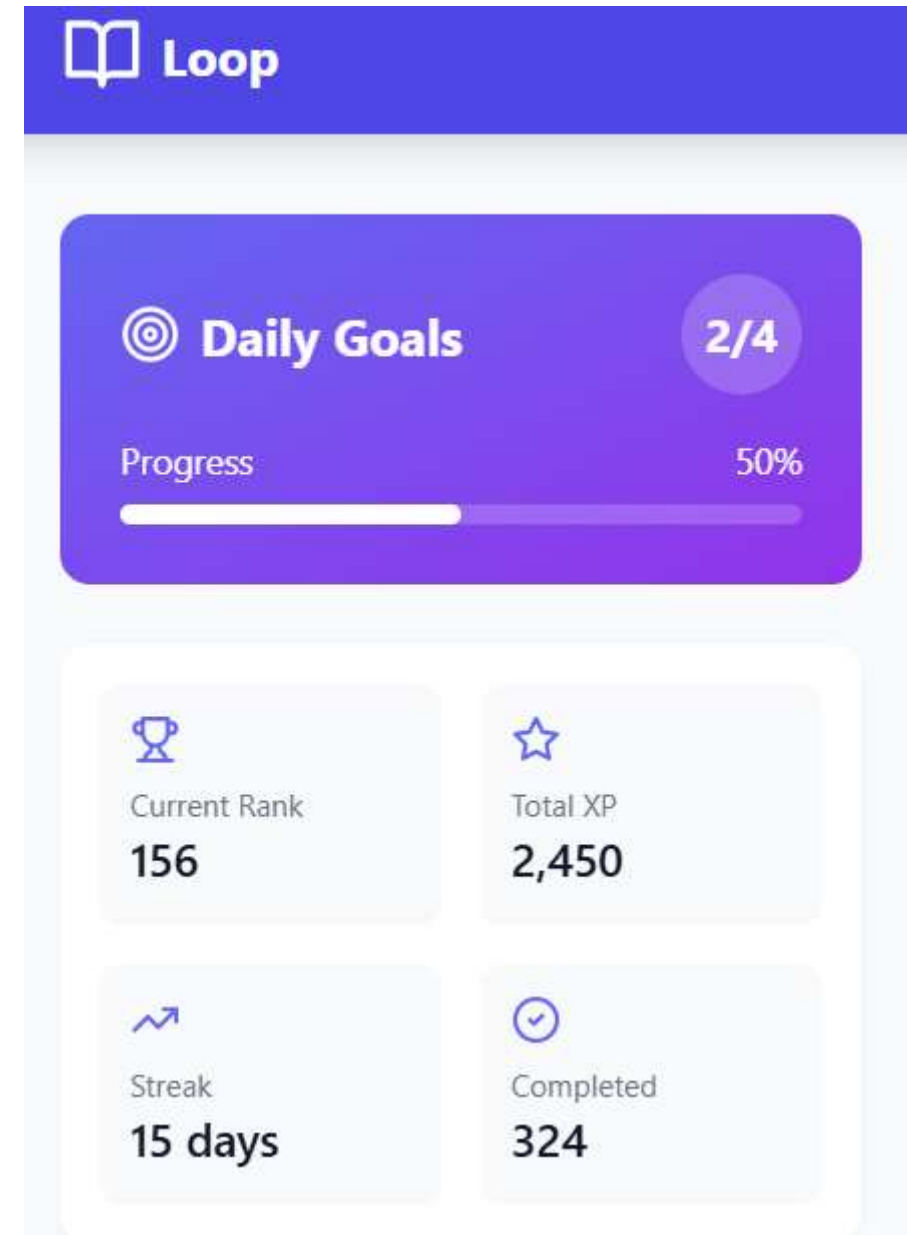 Loop
Daily Goals
2/4
Progress
50%
Current Rank
156
Total XP
2,450
Streak
15 days
Completed
324